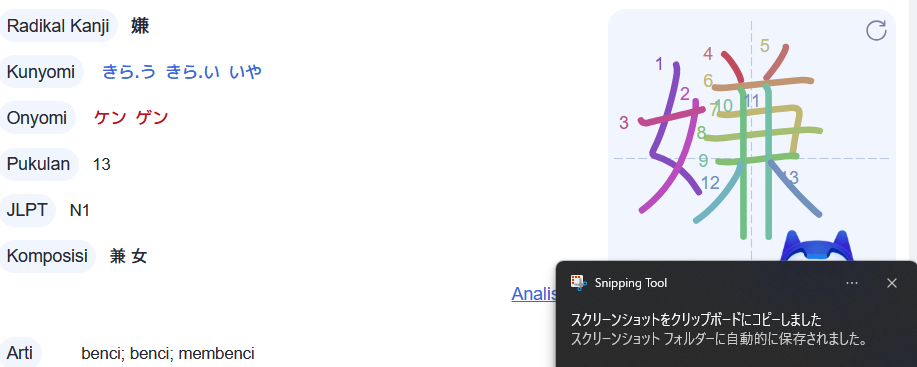 Radikal Kanji 嫌
Kunyomi きら.う きら.い いや
Onyomi ケン ゲン
Pukulan 13
JLPT N1
Komposisi 兼 女
Arti benci; benci; membenci
1
2
3
4
5
6
7
8
9
10
11
12
13
Analis
Snipping Tool
スクリーンショットをクリップボードにコピーしました
スクリーンショット フォルダーに自動的に保存されました。